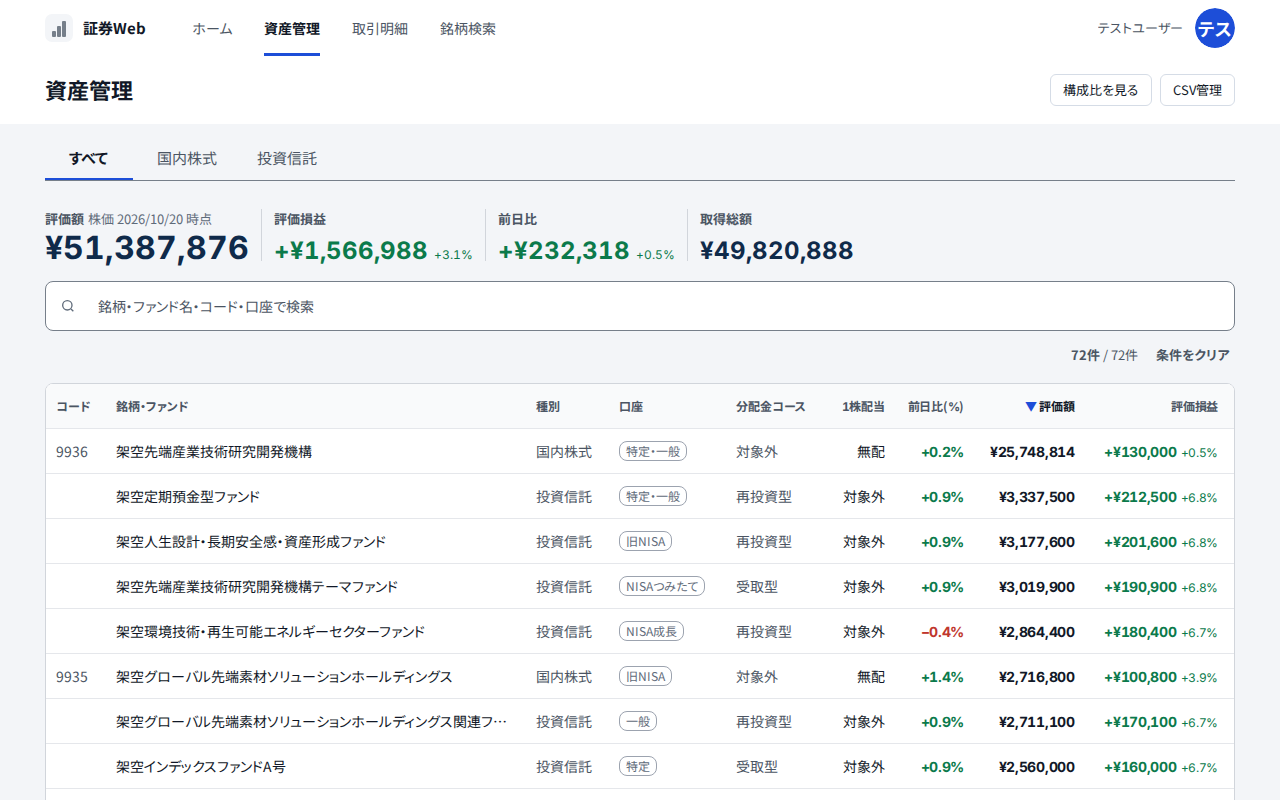 証券Web ホーム 資産管理 取引明細 銘柄検索 テストユーザー テス
資産管理 構成比を見る CSV管理
すべて 国内株式 投資信託
評価額 株価 2026/10/20 時点 評価損益 前日比 取得総額
¥51,387,876 +¥1,566,988 +3.1% +¥232,318 +0.5% ¥49,820,888
銘柄・ファンド名・コード・口座で検索
72件 / 72件 条件をクリア
コード 銘柄・ファンド 種別 口座 分配金コース 1株配当 前日比(%) ▼評価額 評価損益
9936 架空先端産業技術研究開発機構 国内株式 特定・一般 対象外 無配 +0.2% ¥25,748,814 +¥130,000 +0.5%
架空定期預金型ファンド 投資信託 特定・一般 再投資型 対象外 +0.9% ¥3,337,500 +¥212,500 +6.8%
架空人生設計・長期安全感・資産形成ファンド 投資信託 旧NISA 再投資型 対象外 +0.9% ¥3,177,600 +¥201,600 +6.8%
架空先端産業技術研究開発機構テーマファンド 投資信託 NISAつみたて 受取型 対象外 +0.9% ¥3,019,900 +¥190,900 +6.8%
架空環境技術・再生可能エネルギーセクターファンド 投資信託 NISA成長 再投資型 対象外 −0.4% ¥2,864,400 +¥180,400 +6.7%
9935 架空グローバル先端素材ソリューションホールディングス 国内株式 旧NISA 対象外 無配 +1.4% ¥2,716,800 +¥100,800 +3.9%
架空グローバル先端素材ソリューションホールディングス関連フ… 投資信託 一般 再投資型 対象外 +0.9% ¥2,711,100 +¥170,100 +6.7%
架空インデックスファンドA号 投資信託 特定 受取型 対象外 +0.9% ¥2,560,000 +¥160,000 +6.7%